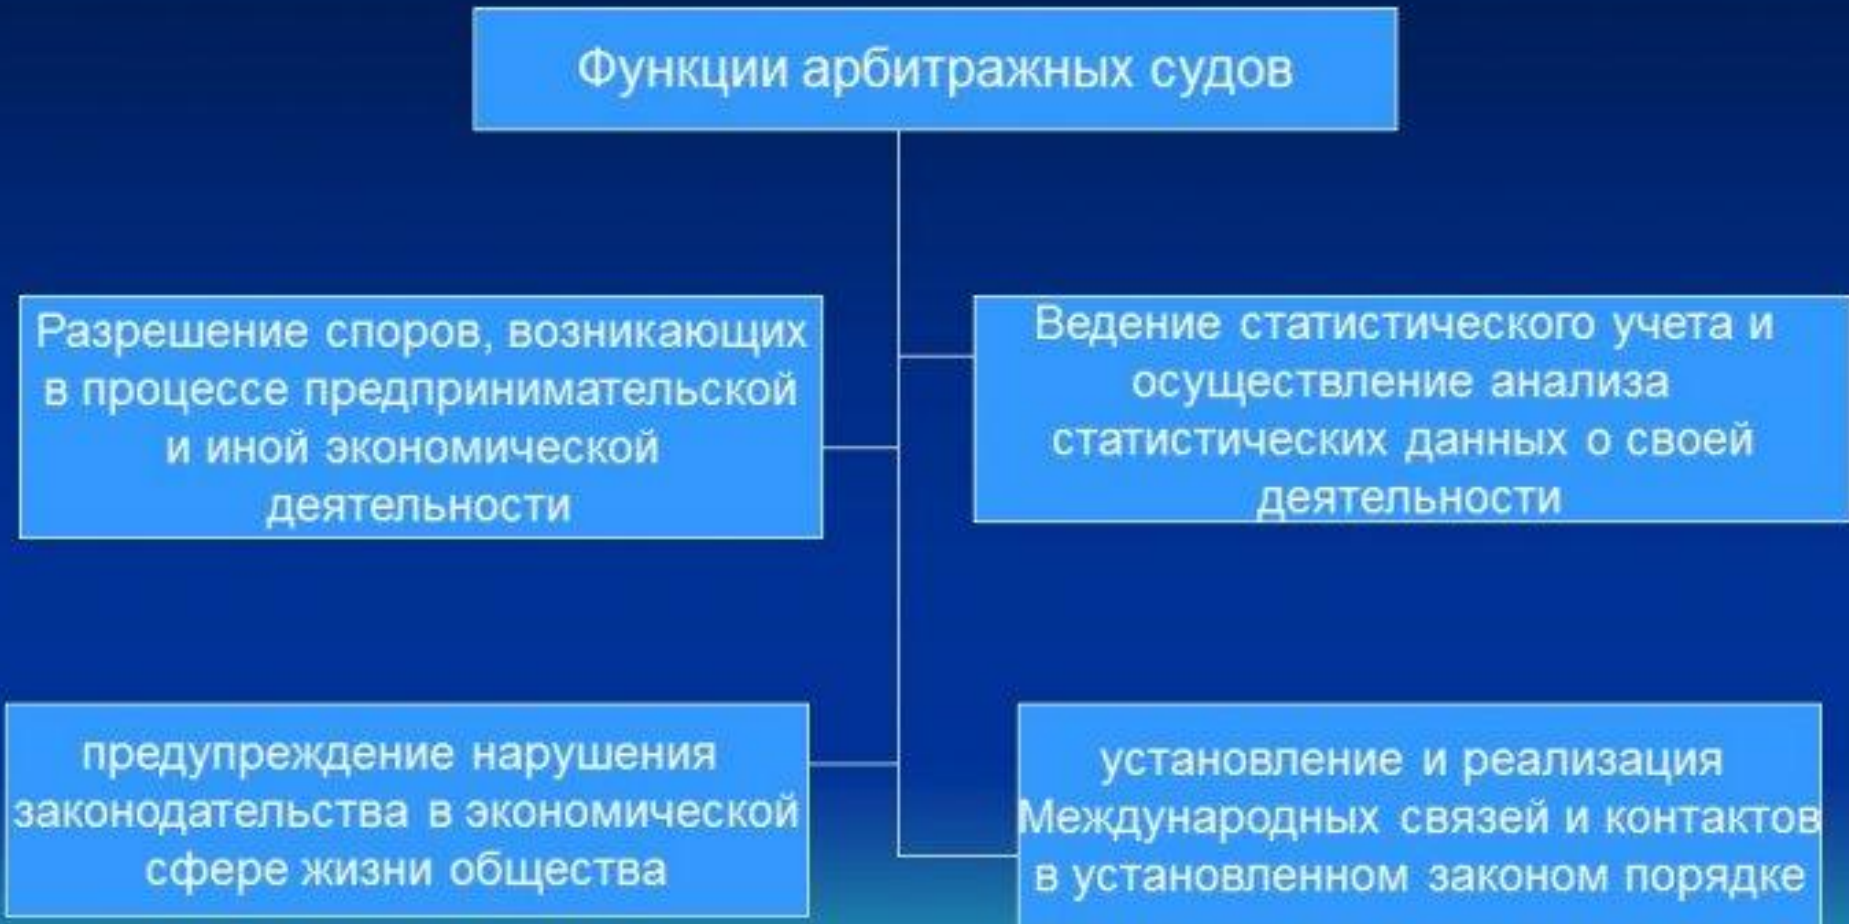 Функции арбитражных судов
Разрешение споров, возникающих
в процессе предпринимательской
и иной экономической
деятельности
Ведение статистического учета и
осуществление анализа
статистических данных о своей
деятельности
предупреждение нарушения
законодательства в экономической
сфере жизни общества
установление и реализация
Международных связей и контактов
в установленном законом порядке